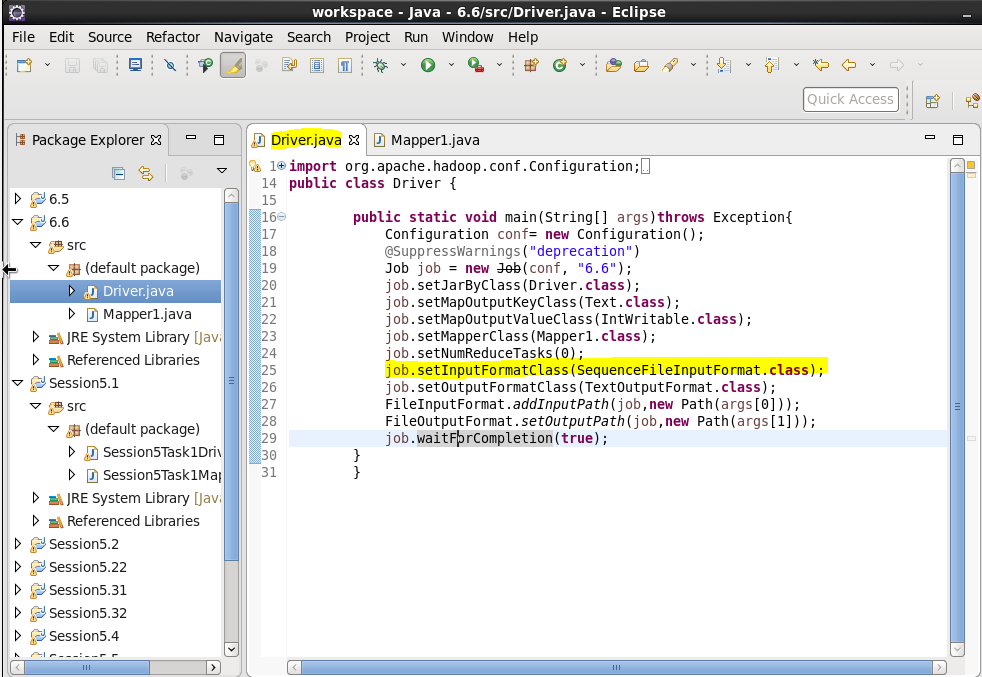 workspace - Java - 6.6/src/Driver.java - Eclipse
File Edit Source Refactor Navigate Search Project Run Window Help
Quick Access
Package Explorer
Driver.java
Mapper1.java
6.5
6.6
src
(default package)
Driver.java
Mapper1.java
JRE System Library [Java
Referenced Libraries
Session5.1
src
(default package)
Session5Task1Driv
Session5Task1Map
JRE System Library [Java
Referenced Libraries
Session5.2
Session5.22
Session5.31
Session5.32
Session5.4
1 import org.apache.hadoop.conf.Configuration;
14 public class Driver {
15
16 public static void main(String[] args)throws Exception{
17 Configuration conf= new Configuration();
18 @SuppressWarnings("deprecation")
19 Job job = new Job(conf, "6.6");
20 job.setJarByClass(Driver.class);
21 job.setMapOutputKeyClass(Text.class);
22 job.setMapOutputValueClass(IntWritable.class);
23 job.setMapperClass(Mapper1.class);
24 job.setNumReduceTasks(0);
25 job.setInputFormatClass(SequenceFileInputFormat.class);
26 job.setOutputFormatClass(TextOutputFormat.class);
27 FileInputFormat.addInputPath(job,new Path(args[0]));
28 FileOutputFormat.setOutputPath(job,new Path(args[1]));
29 job.waitForCompletion(true);
30 }
31 }